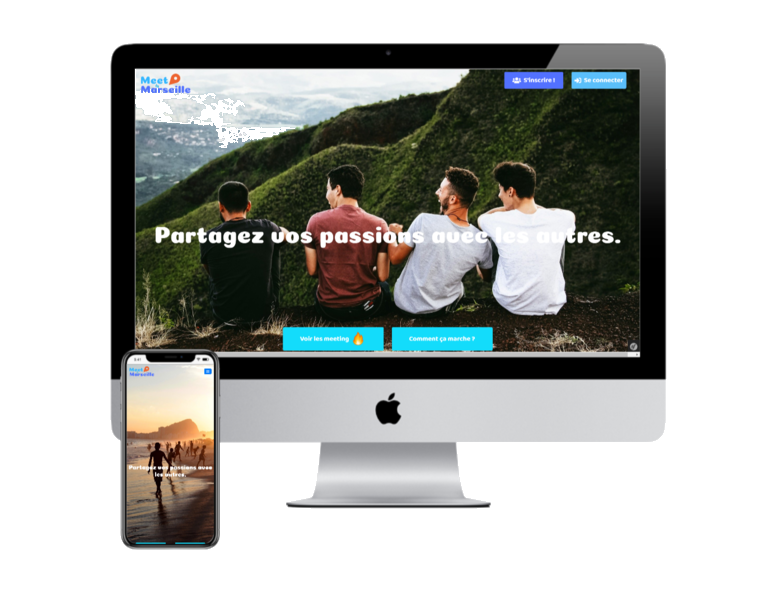 Meet
Marseille
S'inscrire !
Se connecter
Partagez vos passions avec les autres.
Voir les meeting
Comment ça marche ?
Meet
Marseille
Partagez vos passions avec
les autres.